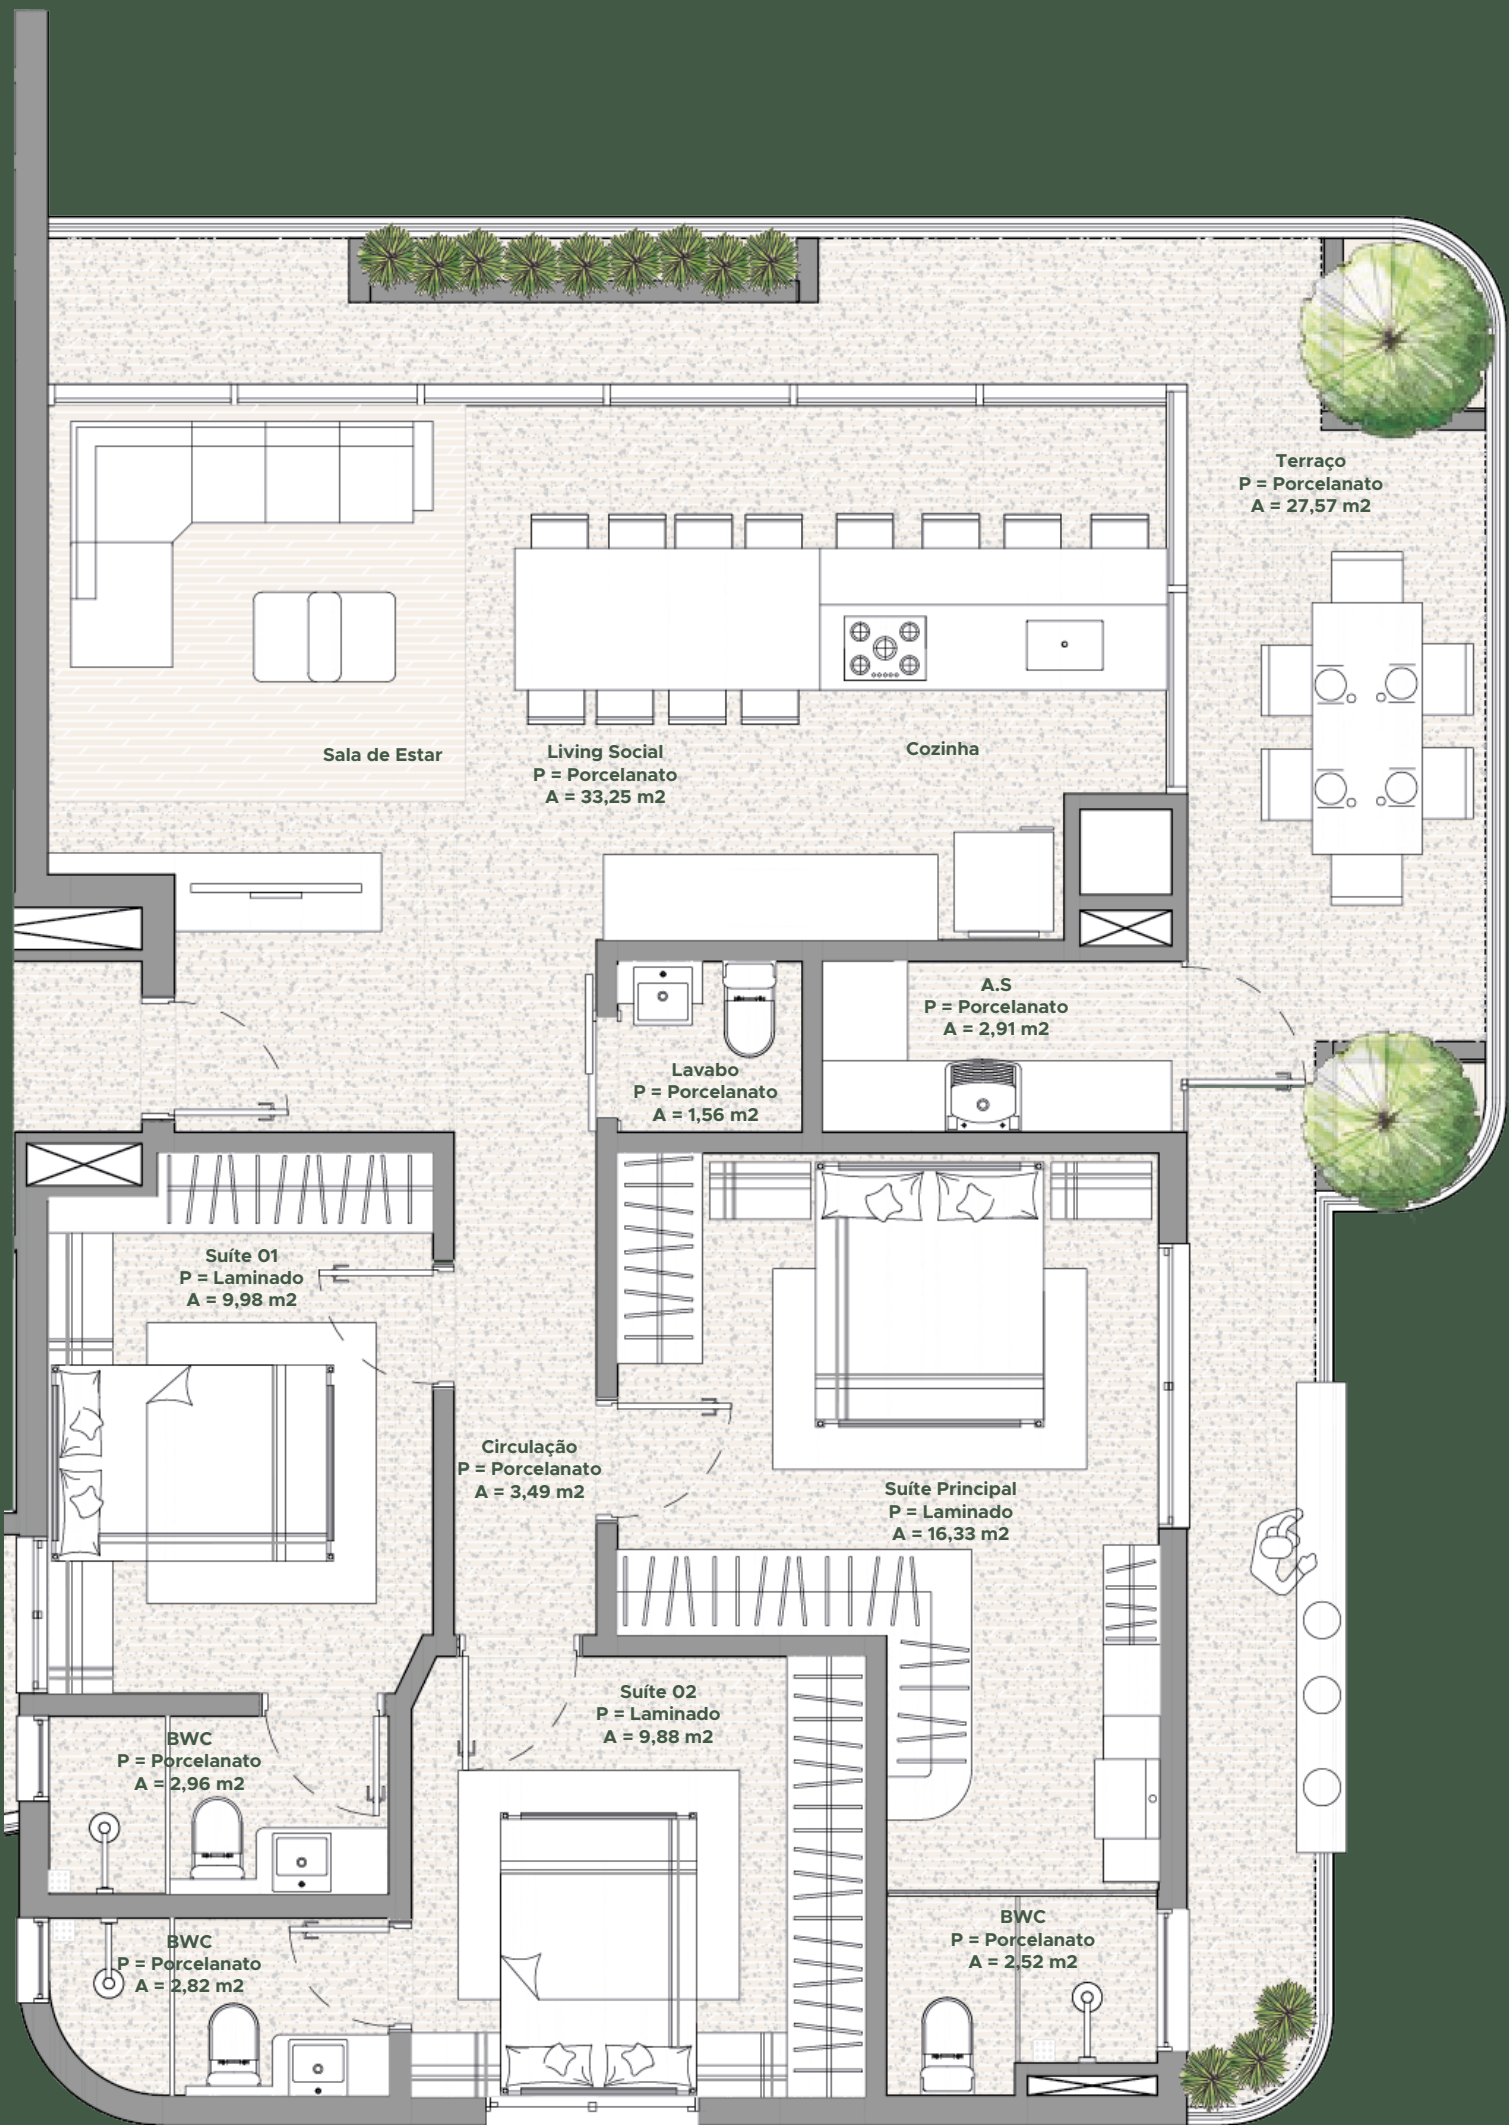 Terraço
P = Porcelanato
A = 27,57 m2
Sala de Estar
Living Social
P = Porcelanato
A = 33,25 m2
Cozinha
A.S
P = Porcelanato
A = 2,91 m2
Lavabo
P = Porcelanato
A = 1,56 m2
Suíte 01
P = Laminado
A = 9,98 m2
Circulação
P = Porcelanato
A = 3,49 m2
Suíte Principal
P = Laminado
A = 16,33 m2
Suíte 02
P = Laminado
A = 9,88 m2
BWC
P = Porcelanato
A = 2,96 m2
BWC
P = Porcelanato
A = 2,82 m2
BWC
P = Porcelanato
A = 2,52 m2